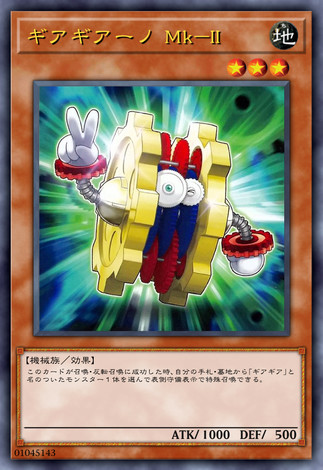 ギアギアーノ Mk-II
地
【機械族／効果】
このカードが召喚・反転召喚に成功した時、自分の手札・墓地から「ギアギア」と
名のついたモンスター１体を選んで表側守備表示で特殊召喚できる。
ATK/ 1000 DEF/ 500
01045143